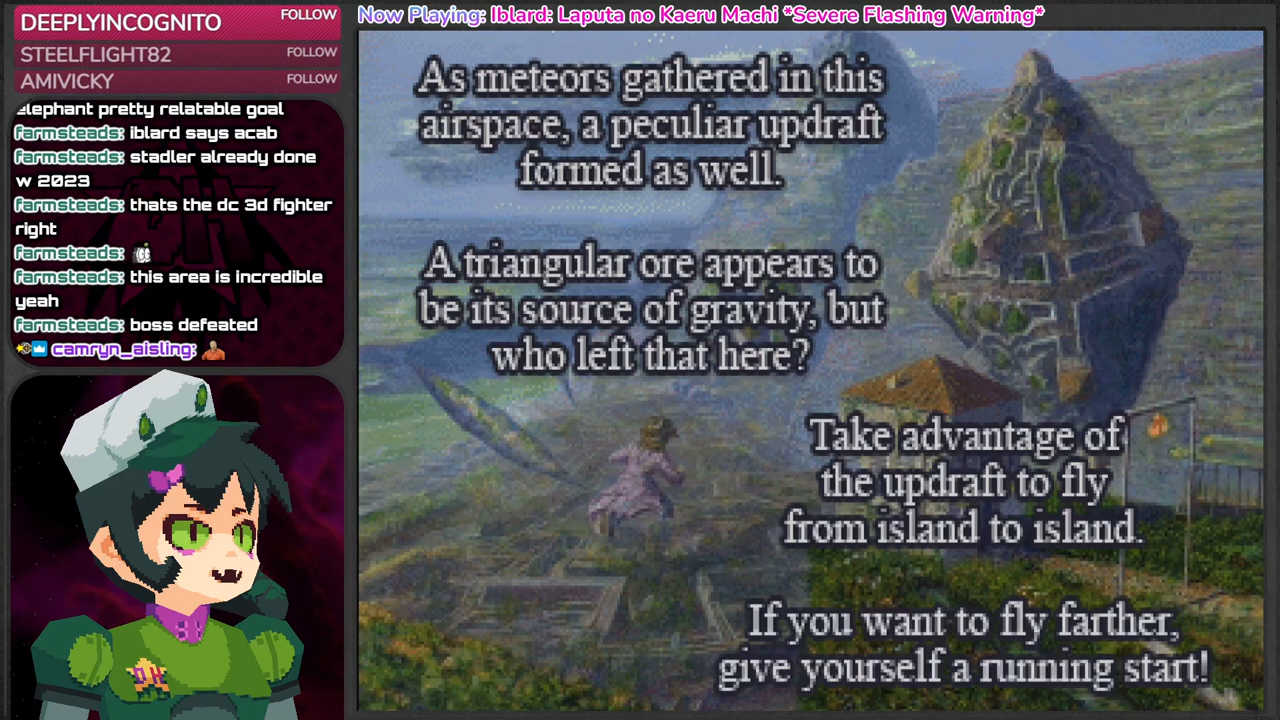 DEEPLYINCOGNITO FOLLOW
STEELFLIGHT82 FOLLOW
AMIVICKY FOLLOW
Now Playing: Iblard: Laputa no Kaeru Machi *Severe Flashing Warning*
elephant pretty relatable goal
farmsteads: iblard says acab
farmsteads: stadler already done
w 2023
farmsteads: thats the dc 3d fighter
right
farmsteads:
farmsteads: this area is incredible
yeah
farmsteads: boss defeated
camryn_aisling:
As meteors gathered in this
airspace, a peculiar updraft
formed as well.
A triangular ore appears to
be its source of gravity, but
who left that here?
Take advantage of
the updraft to fly
from island to island.
If you want to fly farther,
give yourself a running start!